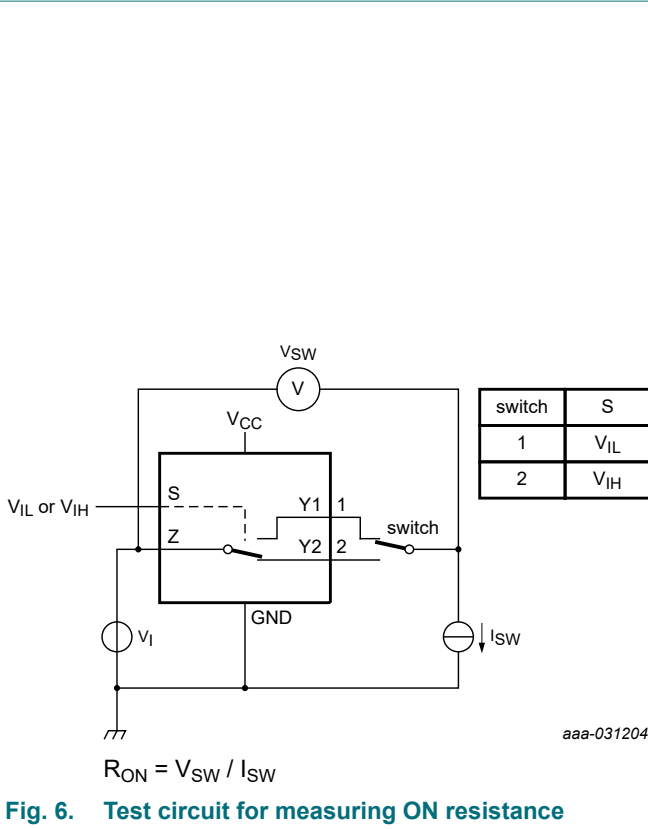 VSW
V
switch S
1 VIL
2 VIH
VCC
VIL or VIH
S
Z
Y1 1
Y2 2
switch
GND
VI
ISW
aaa-031204
RON = VSW / ISW
Fig. 6. Test circuit for measuring ON resistance